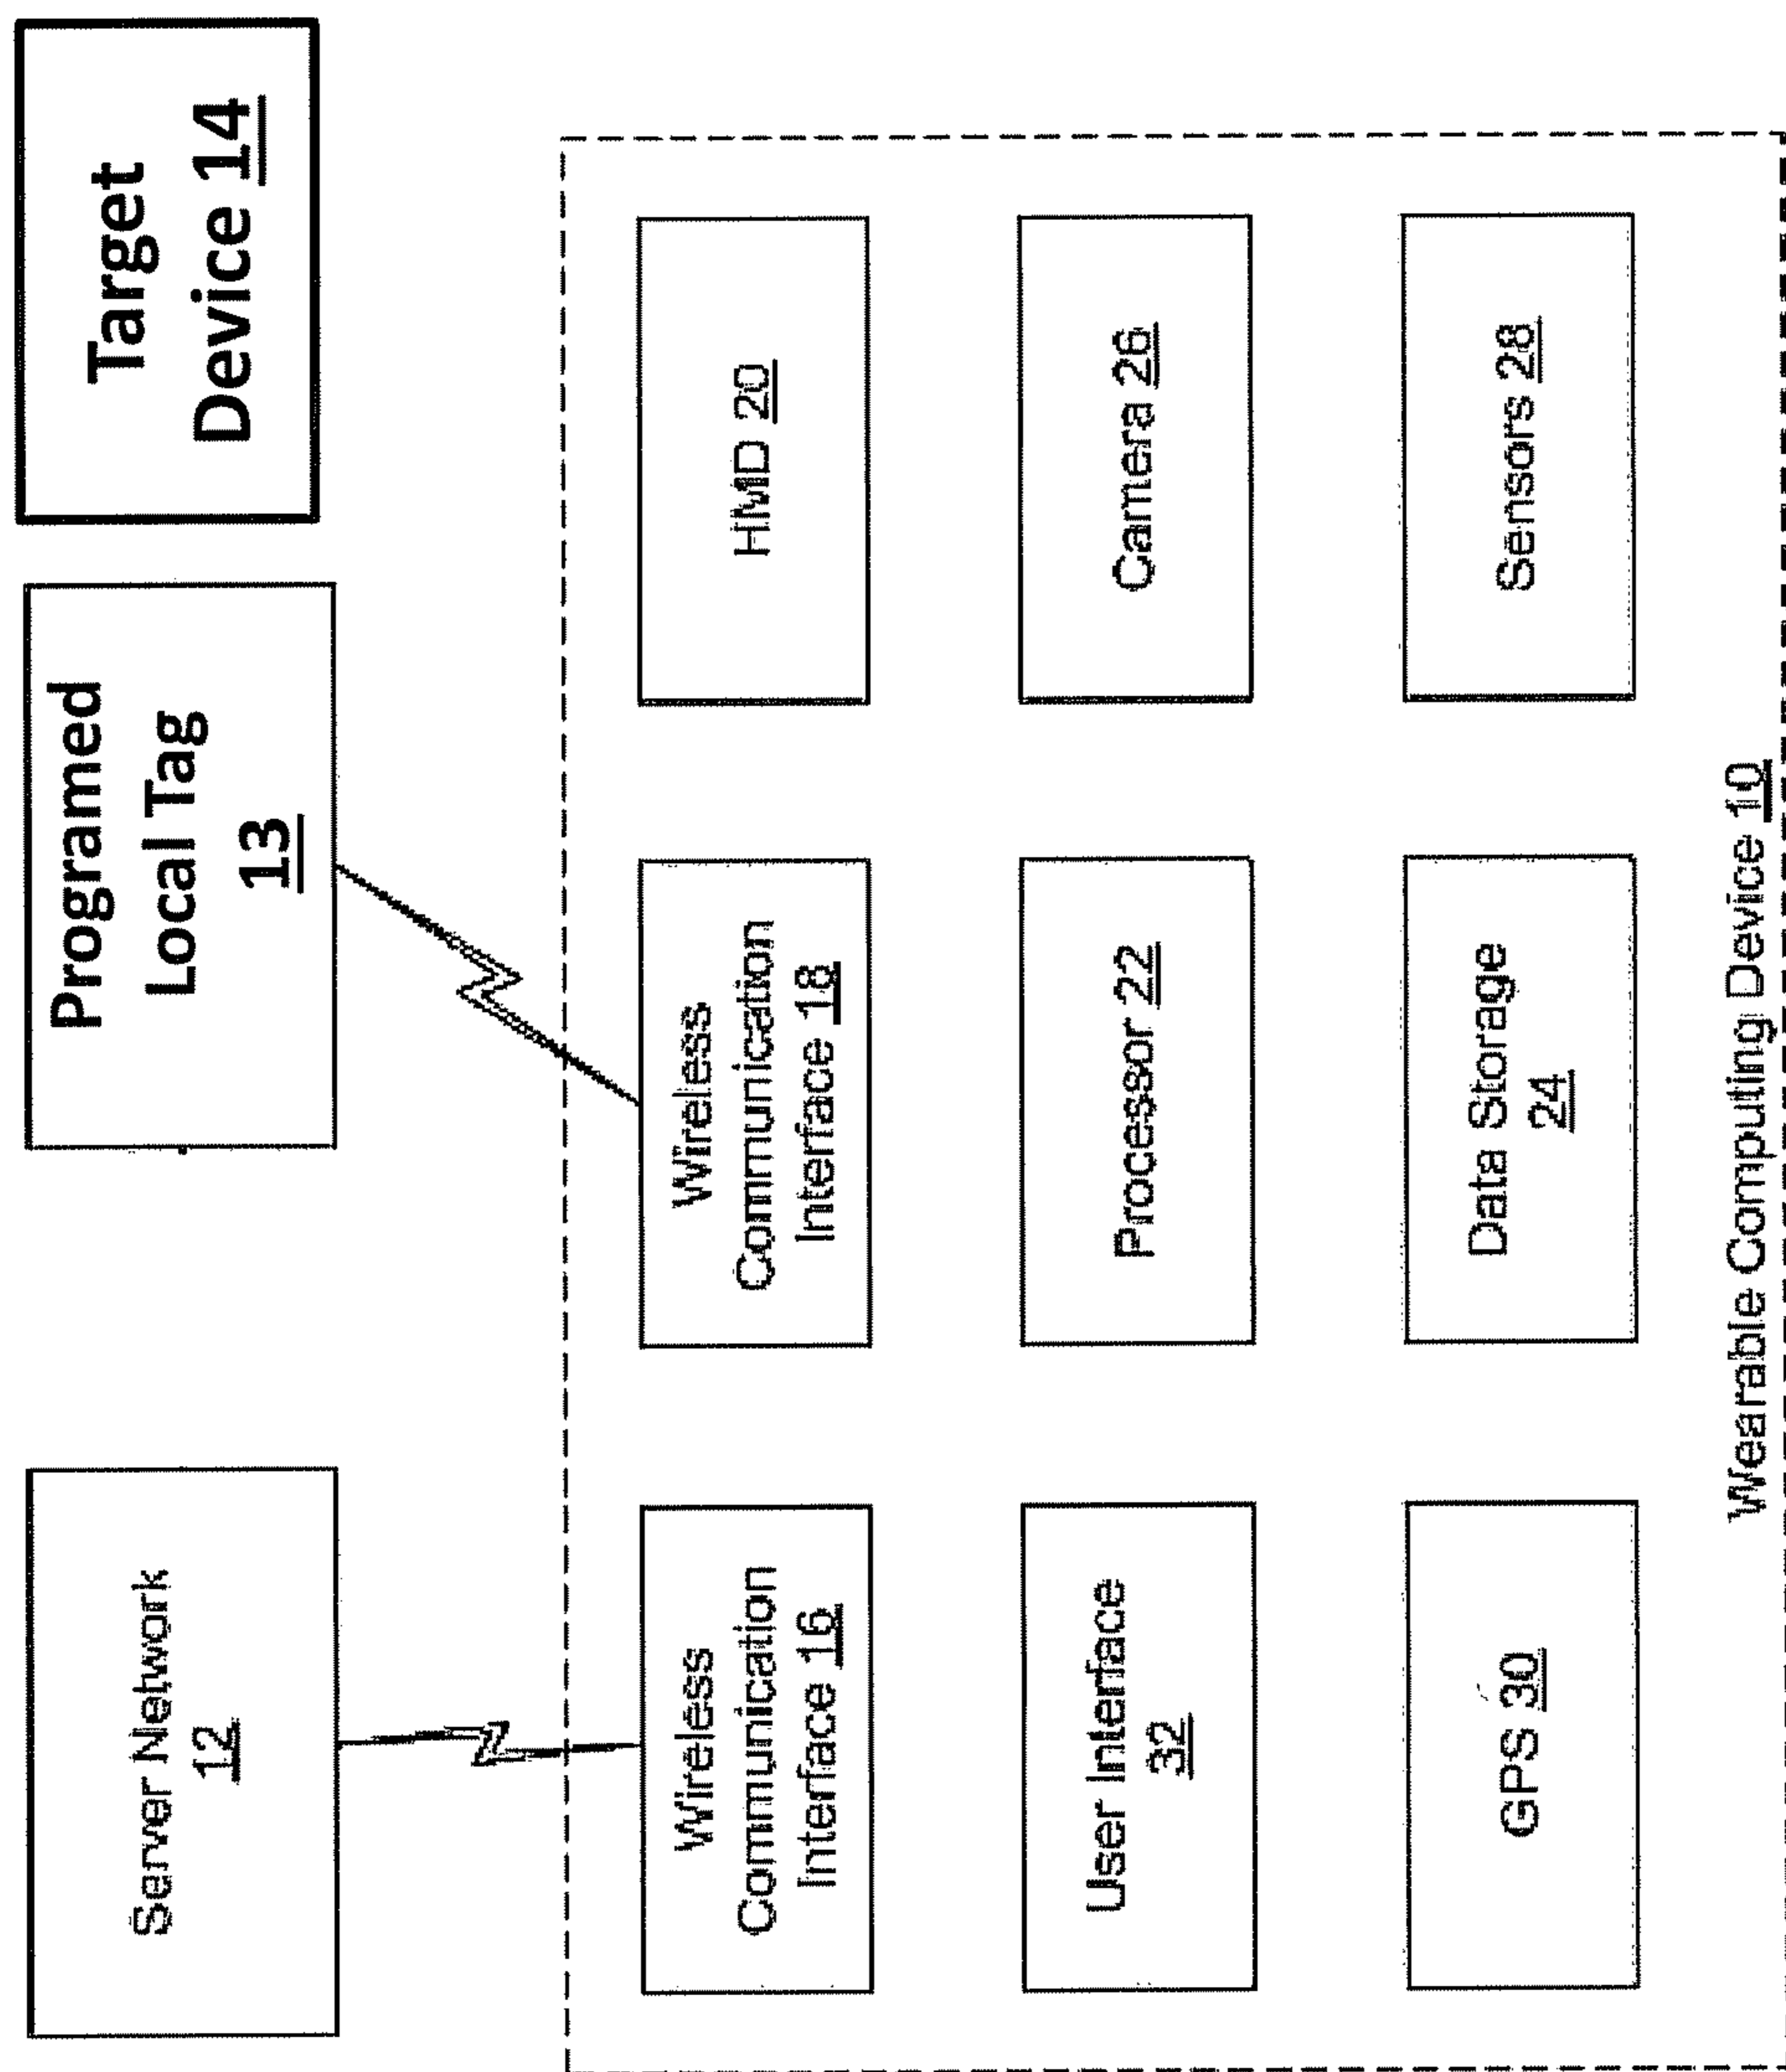 Server Network
12
Programed
Local Tag
13
Target
Device 14
Wireless
Communication
Interface 16
Wireless
Communication
Interface 18
HMD 20
User Interface
32
Processor 22
Camera 26
GPS 30
Data Storage
24
Sensors 28
Wearable Computing Device 10